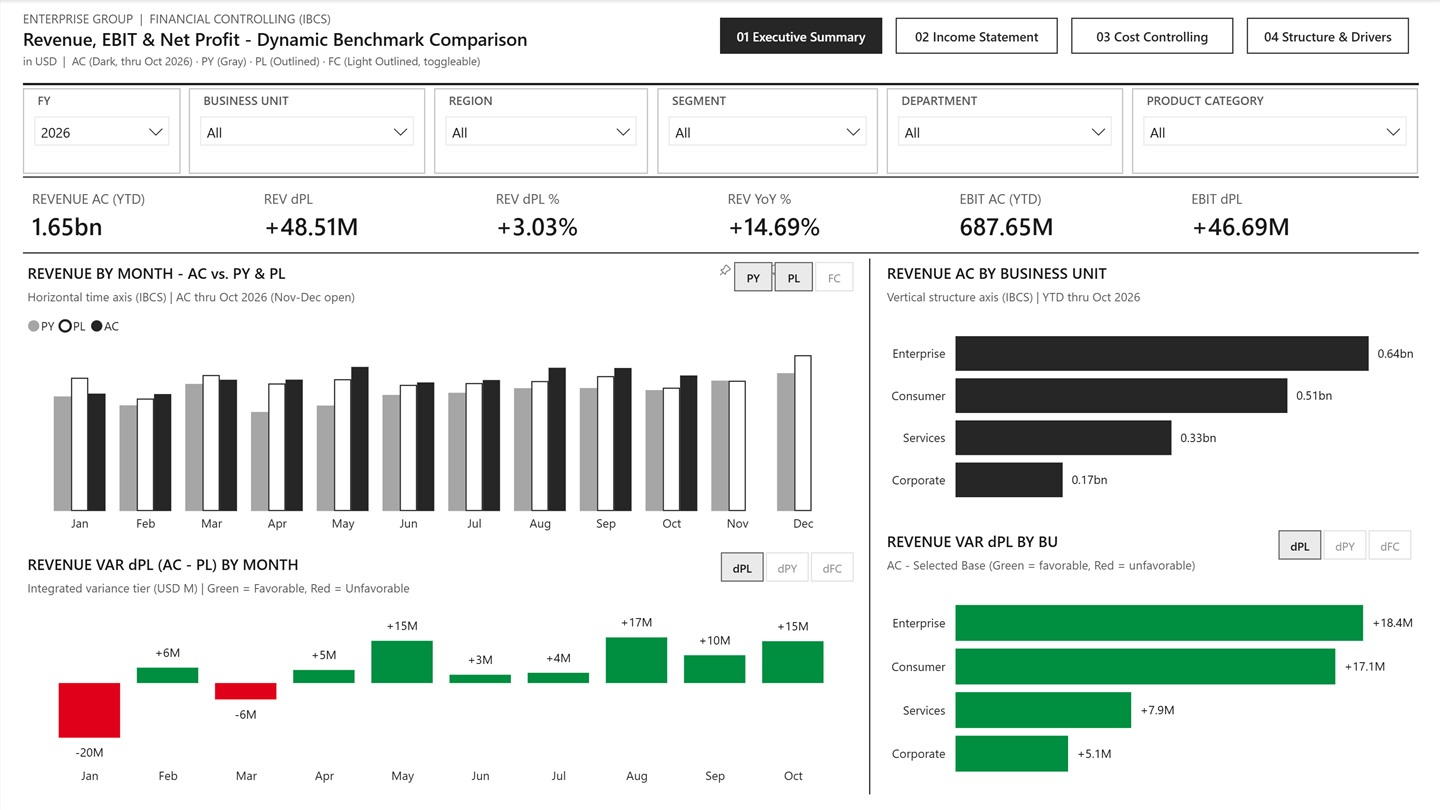 ENTERPRISE GROUP | FINANCIAL CONTROLLING (IBCS)
Revenue, EBIT & Net Profit - Dynamic Benchmark Comparison
in USD | AC (Dark, thru Oct 2026) · PY (Gray) · PL (Outlined) · FC (Light Outlined, toggleable)
01 Executive Summary
02 Income Statement
03 Cost Controlling
04 Structure & Drivers
FY
2026
BUSINESS UNIT
All
REGION
All
SEGMENT
All
DEPARTMENT
All
PRODUCT CATEGORY
All
REVENUE AC (YTD)
1.65bn
REV dPL
+48.51M
REV dPL %
+3.03%
REV YoY %
+14.69%
EBIT AC (YTD)
687.65M
EBIT dPL
+46.69M
REVENUE BY MONTH - AC vs. PY & PL
PY PL FC
Horizontal time axis (IBCS) | AC thru Oct 2026 (Nov-Dec open)
PY PL AC
Jan Feb Mar Apr May Jun Jul Aug Sep Oct Nov Dec
REVENUE VAR dPL (AC - PL) BY MONTH
dPL dPY dFC
Integrated variance tier (USD M) | Green = Favorable, Red = Unfavorable
-20M +6M -6M +5M +15M +3M +4M +17M +10M +15M
Jan Feb Mar Apr May Jun Jul Aug Sep Oct
REVENUE AC BY BUSINESS UNIT
Vertical structure axis (IBCS) | YTD thru Oct 2026
Enterprise 0.64bn
Consumer 0.51bn
Services 0.33bn
Corporate 0.17bn
REVENUE VAR dPL BY BU
dPL dPY dFC
AC - Selected Base (Green = favorable, Red = unfavorable)
Enterprise +18.4M
Consumer +17.1M
Services +7.9M
Corporate +5.1M